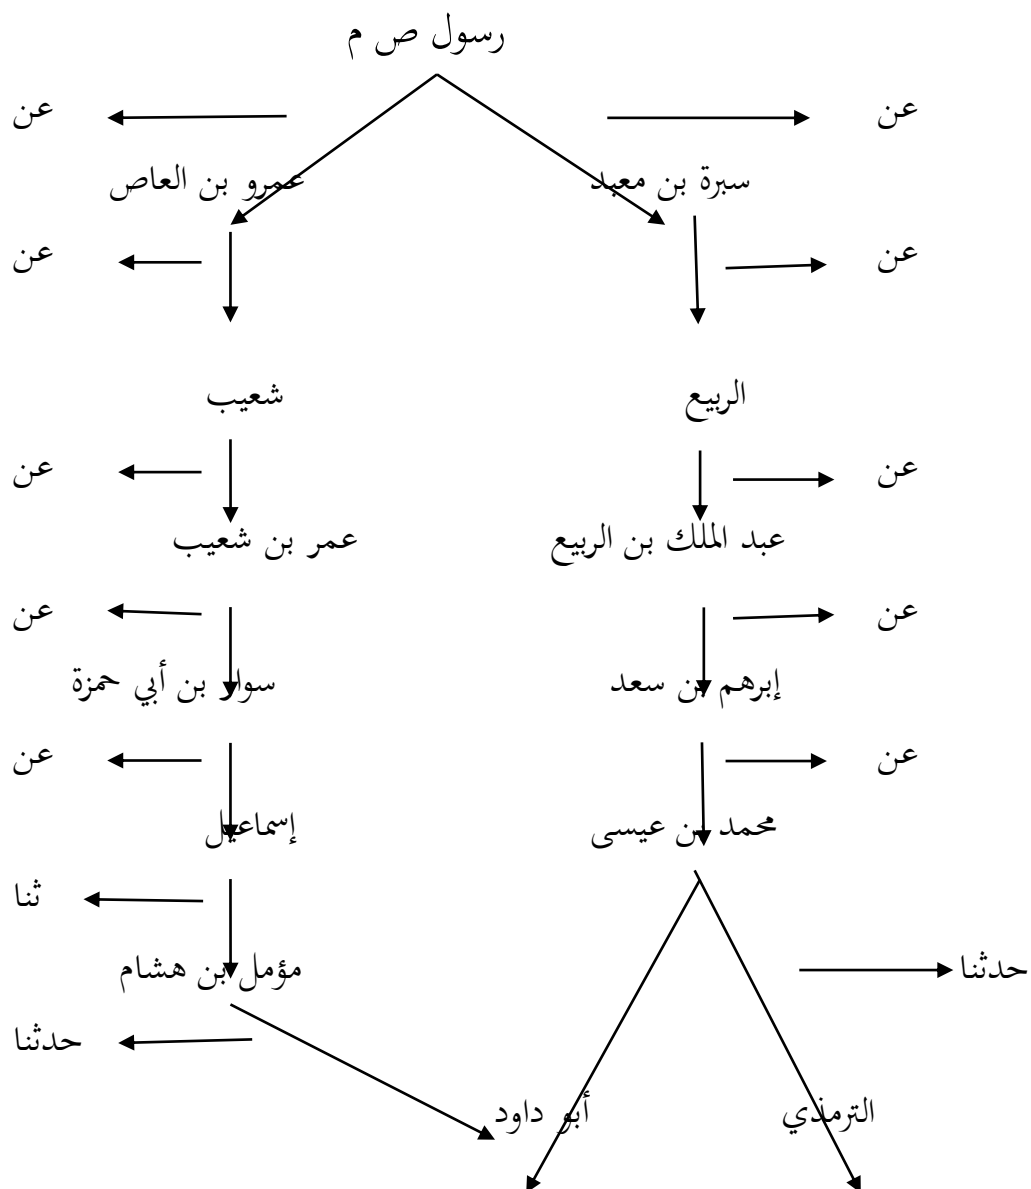 رسول ص م
عن عن
سبرة بن معبد عمرو بن العاص
عن عن
الربيع شعيب
عن عن
عبد الملك بن الربيع عمر بن شعيب
عن عن
إبرهم بن سعد سوار بن أبي حمزة
عن عن
محمد بن عيسى إسماعيل
ثنا
حدثنا مؤمل بن هشام
حدثنا
الترمذي أبو داود